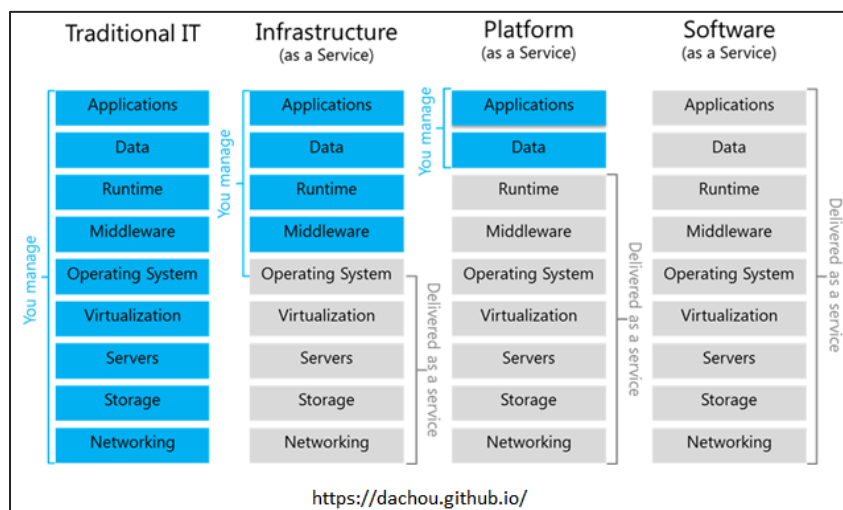 Traditional IT
Infrastructure
(as a Service)
Platform
(as a Service)
Software
(as a Service)
You manage
Applications
Data
Runtime
Middleware
Operating System
Virtualization
Servers
Storage
Networking
You manage
Applications
Data
Runtime
Middleware
Operating System
Virtualization
Servers
Storage
Networking
Delivered as a service
You manage
Applications
Data
Runtime
Middleware
Operating System
Virtualization
Servers
Storage
Networking
Delivered as a service
Applications
Data
Runtime
Middleware
Operating System
Virtualization
Servers
Storage
Networking
Delivered as a service
https://dachou.github.io/